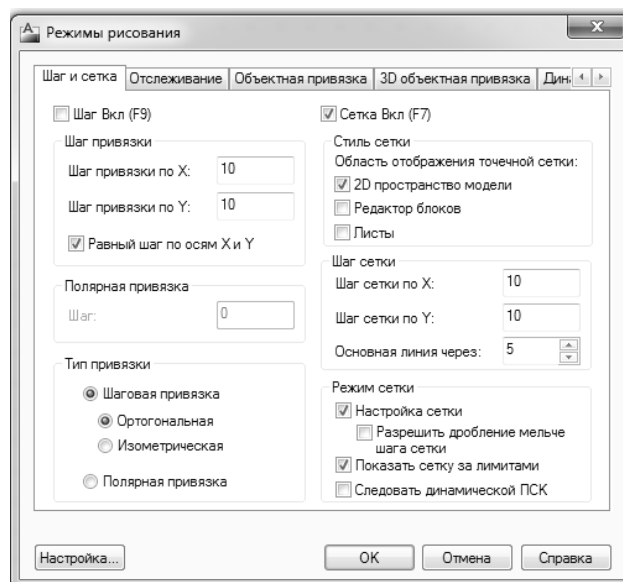 Режимы рисования
Шаг и сетка Отслеживание Объектная привязка 3D объектная привязка Дин
Шаг Вкл (F9)
Шаг привязки
Шаг привязки по X: 10
Шаг привязки по Y: 10
Равный шаг по осям X и Y
Полярная привязка
Шаг: 0
Тип привязки
Шаговая привязка
Ортогональная
Изометрическая
Полярная привязка
Сетка Вкл (F7)
Стиль сетки
Область отображения точечной сетки:
2D пространство модели
Редактор блоков
Листы
Шаг сетки
Шаг сетки по X: 10
Шаг сетки по Y: 10
Основная линия через: 5
Режим сетки
Настройка сетки
Разрешить дробление мельче
шага сетки
Показать сетку за лимитами
Следовать динамической ПСК
Настройка... OK Отмена Справка